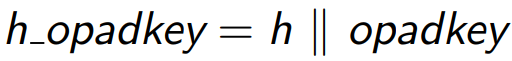 h_opadkey = h ‖ opadkey